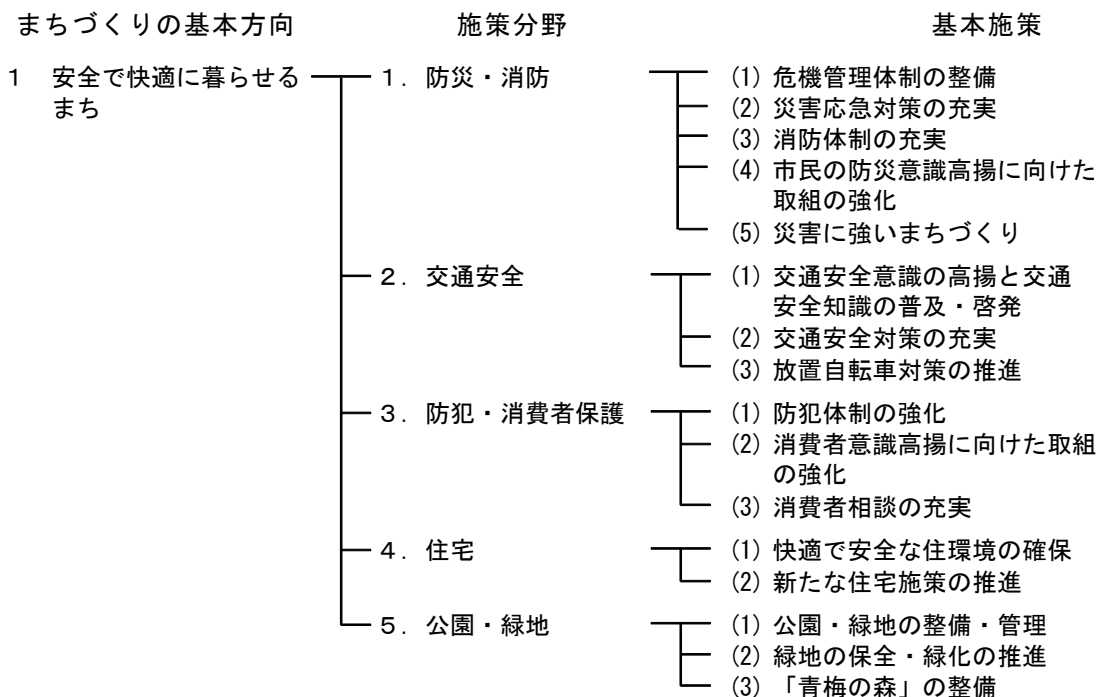 まちづくりの基本方向　施策分野　基本施策
１　安全で快適に暮らせる　１．防災・消防　(1) 危機管理体制の整備
まち　(2) 災害応急対策の充実
(3) 消防体制の充実
(4) 市民の防災意識高揚に向けた
取組の強化
(5) 災害に強いまちづくり
２．交通安全　(1) 交通安全意識の高揚と交通
安全知識の普及・啓発
(2) 交通安全対策の充実
(3) 放置自転車対策の推進
３．防犯・消費者保護　(1) 防犯体制の強化
(2) 消費者意識高揚に向けた取組
の強化
(3) 消費者相談の充実
４．住宅　(1) 快適で安全な住環境の確保
(2) 新たな住宅施策の推進
５．公園・緑地　(1) 公園・緑地の整備・管理
(2) 緑地の保全・緑化の推進
(3) 「青梅の森」の整備